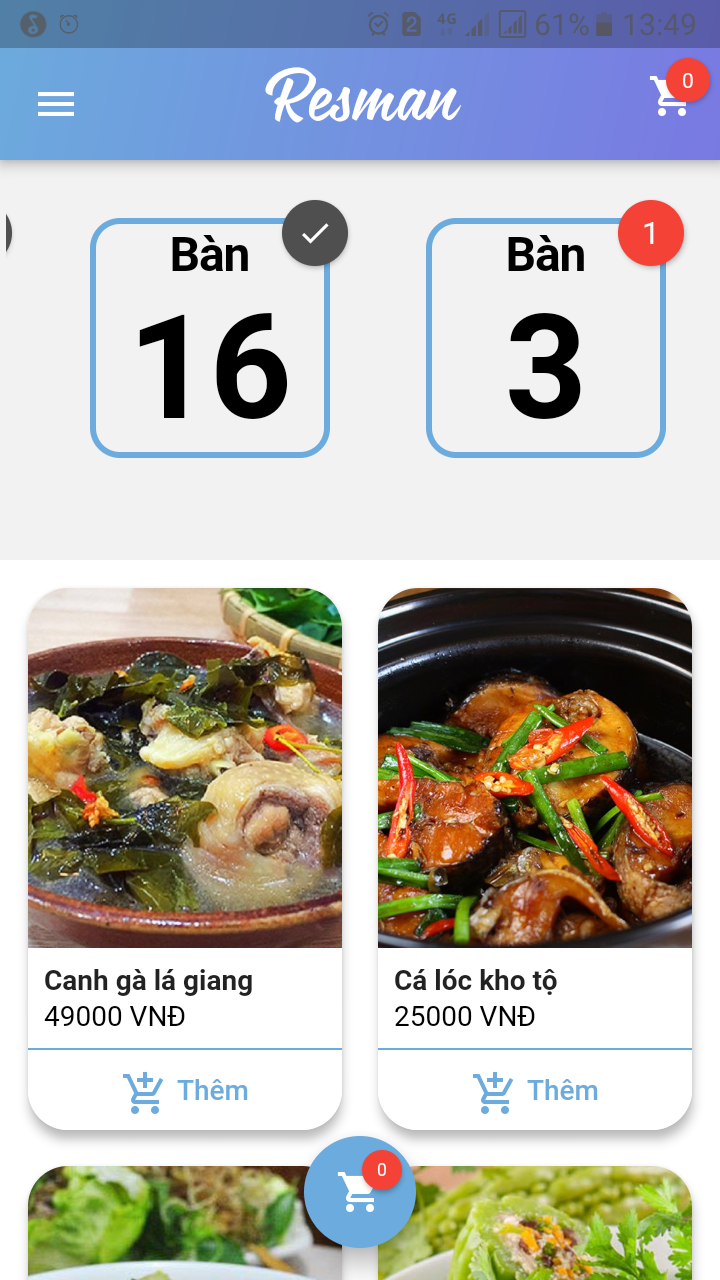 2 4G 61% 13:49
Resman
0
Bàn
16
Bàn
1
3
Canh gà lá giang
49000 VNĐ
Thêm
Cá lóc kho tộ
25000 VNĐ
Thêm
0